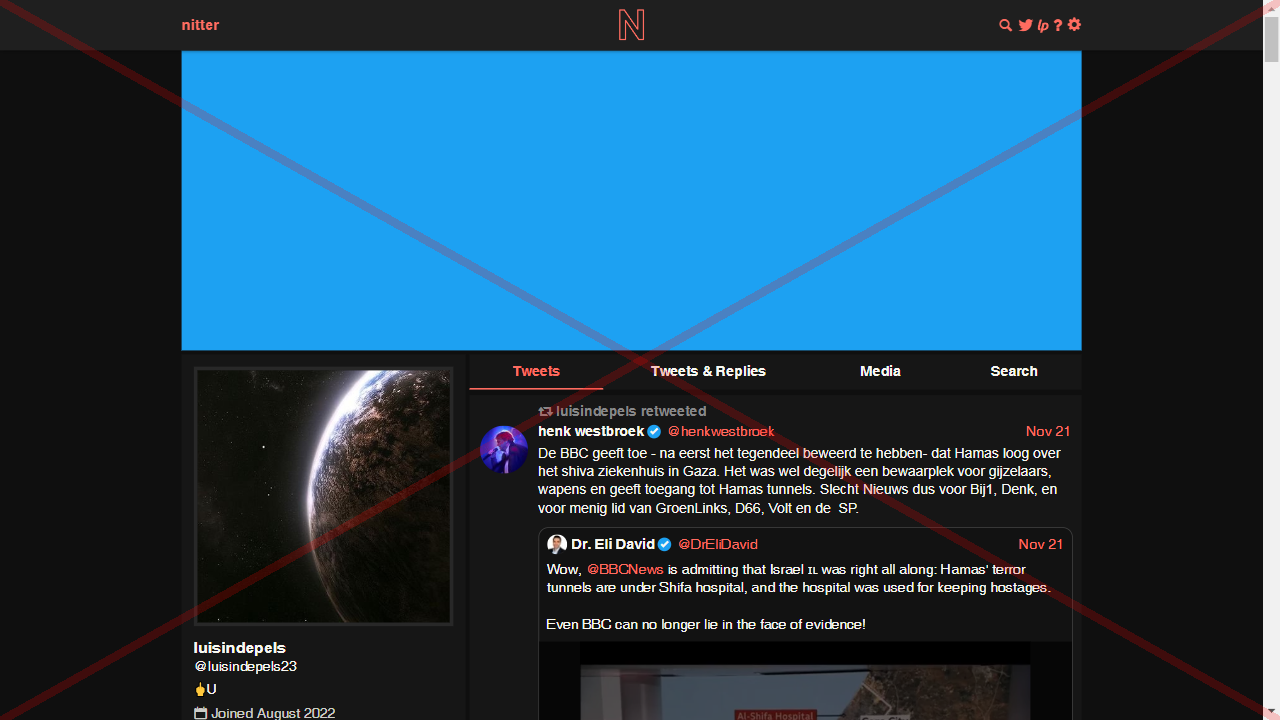 nitter
N
lp ?
Tweets
Tweets & Replies
Media
Search
luisindepels retweeted
henk westbroek @henkwestbroek Nov 21
De BBC geeft toe - na eerst het tegendeel beweerd te hebben- dat Hamas loog over
het shiva ziekenhuis in Gaza. Het was wel degelijk een bewaarplek voor gijzelaars,
wapens en geeft toegang tot Hamas tunnels. Slecht Nieuws dus voor Bij1, Denk, en
voor menig lid van GroenLinks, D66, Volt en de SP.
Dr. Eli David @DrEliDavid Nov 21
Wow, @BBCNews is admitting that Israel IL was right all along: Hamas' terror
tunnels are under Shifa hospital, and the hospital was used for keeping hostages.
Even BBC can no longer lie in the face of evidence!
Al-Shifa Hospital
luisindepels
@luisindepels23
🖕U
Joined August 2022